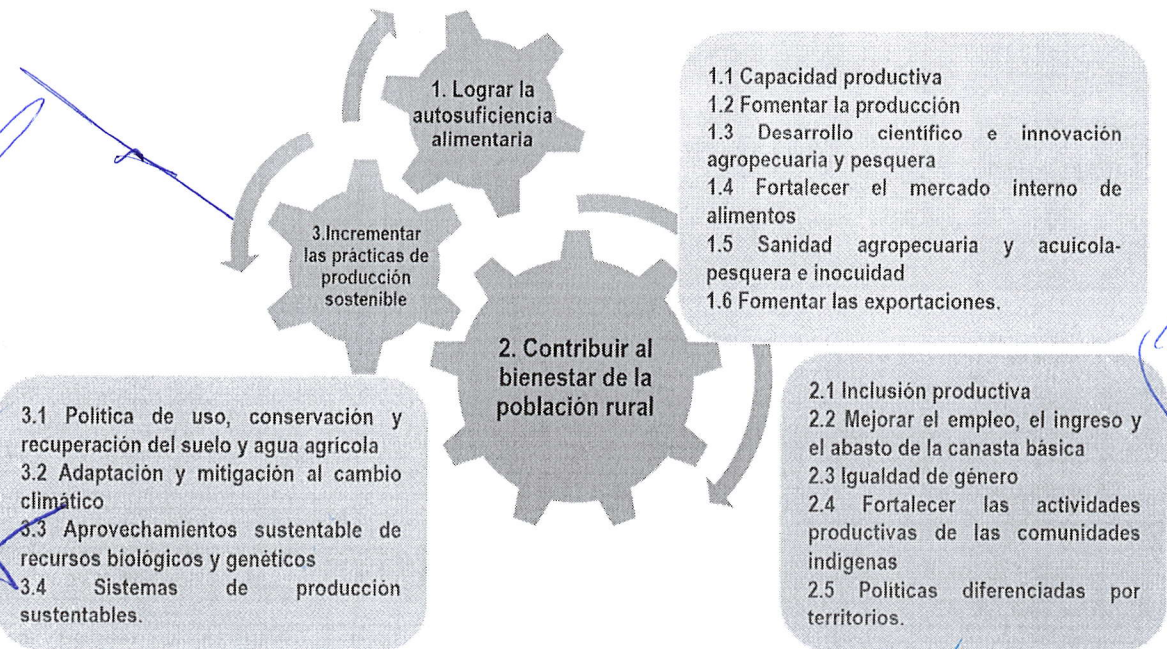 1. Lograr la
autosuficiencia
alimentaria
1.1 Capacidad productiva
1.2 Fomentar la producción
1.3 Desarrollo científico e innovación
agropecuaria y pesquera
1.4 Fortalecer el mercado interno de
alimentos
1.5 Sanidad agropecuaria y acuicola-
pesquera e inocuidad
1.6 Fomentar las exportaciones.
3.Incrementar
las prácticas de
producción
sostenible
2. Contribuir al
bienestar de la
población rural
3.1 Política de uso, conservación y
recuperación del suelo y agua agrícola
3.2 Adaptación y mitigación al cambio
climático
3.3 Aprovechamientos sustentable de
recursos biológicos y genéticos
3.4 Sistemas de producción
sustentables.
2.1 Inclusión productiva
2.2 Mejorar el empleo, el ingreso y
el abasto de la canasta básica
2.3 Igualdad de género
2.4 Fortalecer las actividades
productivas de las comunidades
indígenas
2.5 Políticas diferenciadas por
territorios.